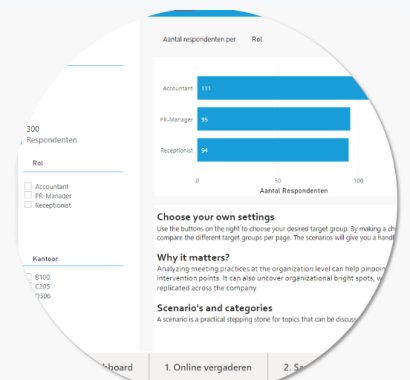 Aantal respondenten per Rol
Accountant 111
PR-Manager 95
Receptionist 94
0 50 100
Aantal Respondenten
300
Respondenten
Rol
Accountant
PR-Manager
Receptionist
Kantoor
B100
C205
D306
Choose your own settings
Use the buttons on the right to choose your desired target group. By making a
compare the different target groups per page. The scenarios will give you a
Why it matters?
Analyzing meeting practices at the organization level can help pinpoint
intervention points. It can also uncover organizational bright spots,
replicated across the company.
Scenario's and categories
A scenario is a practical stepping stone for topics that can be
1. Online vergaderen
2.